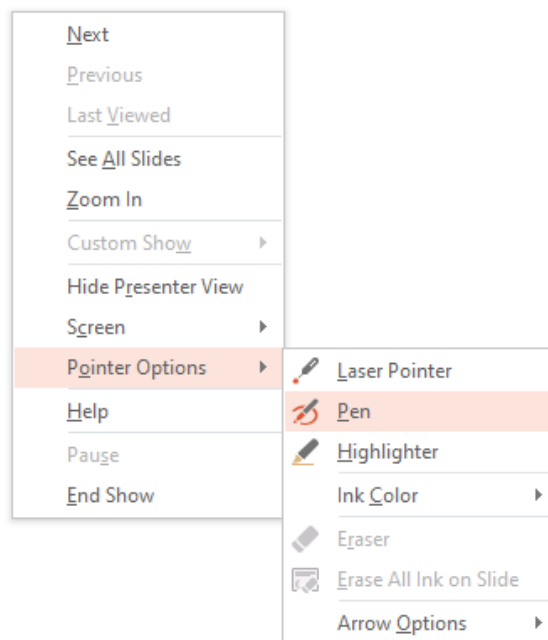 Next
Previous
Last Viewed
See All Slides
Zoom In
Custom Show
Hide Presenter View
Screen
Pointer Options
Help
Pause
End Show
Laser Pointer
Pen
Highlighter
Ink Color
Eraser
Erase All Ink on Slide
Arrow Options